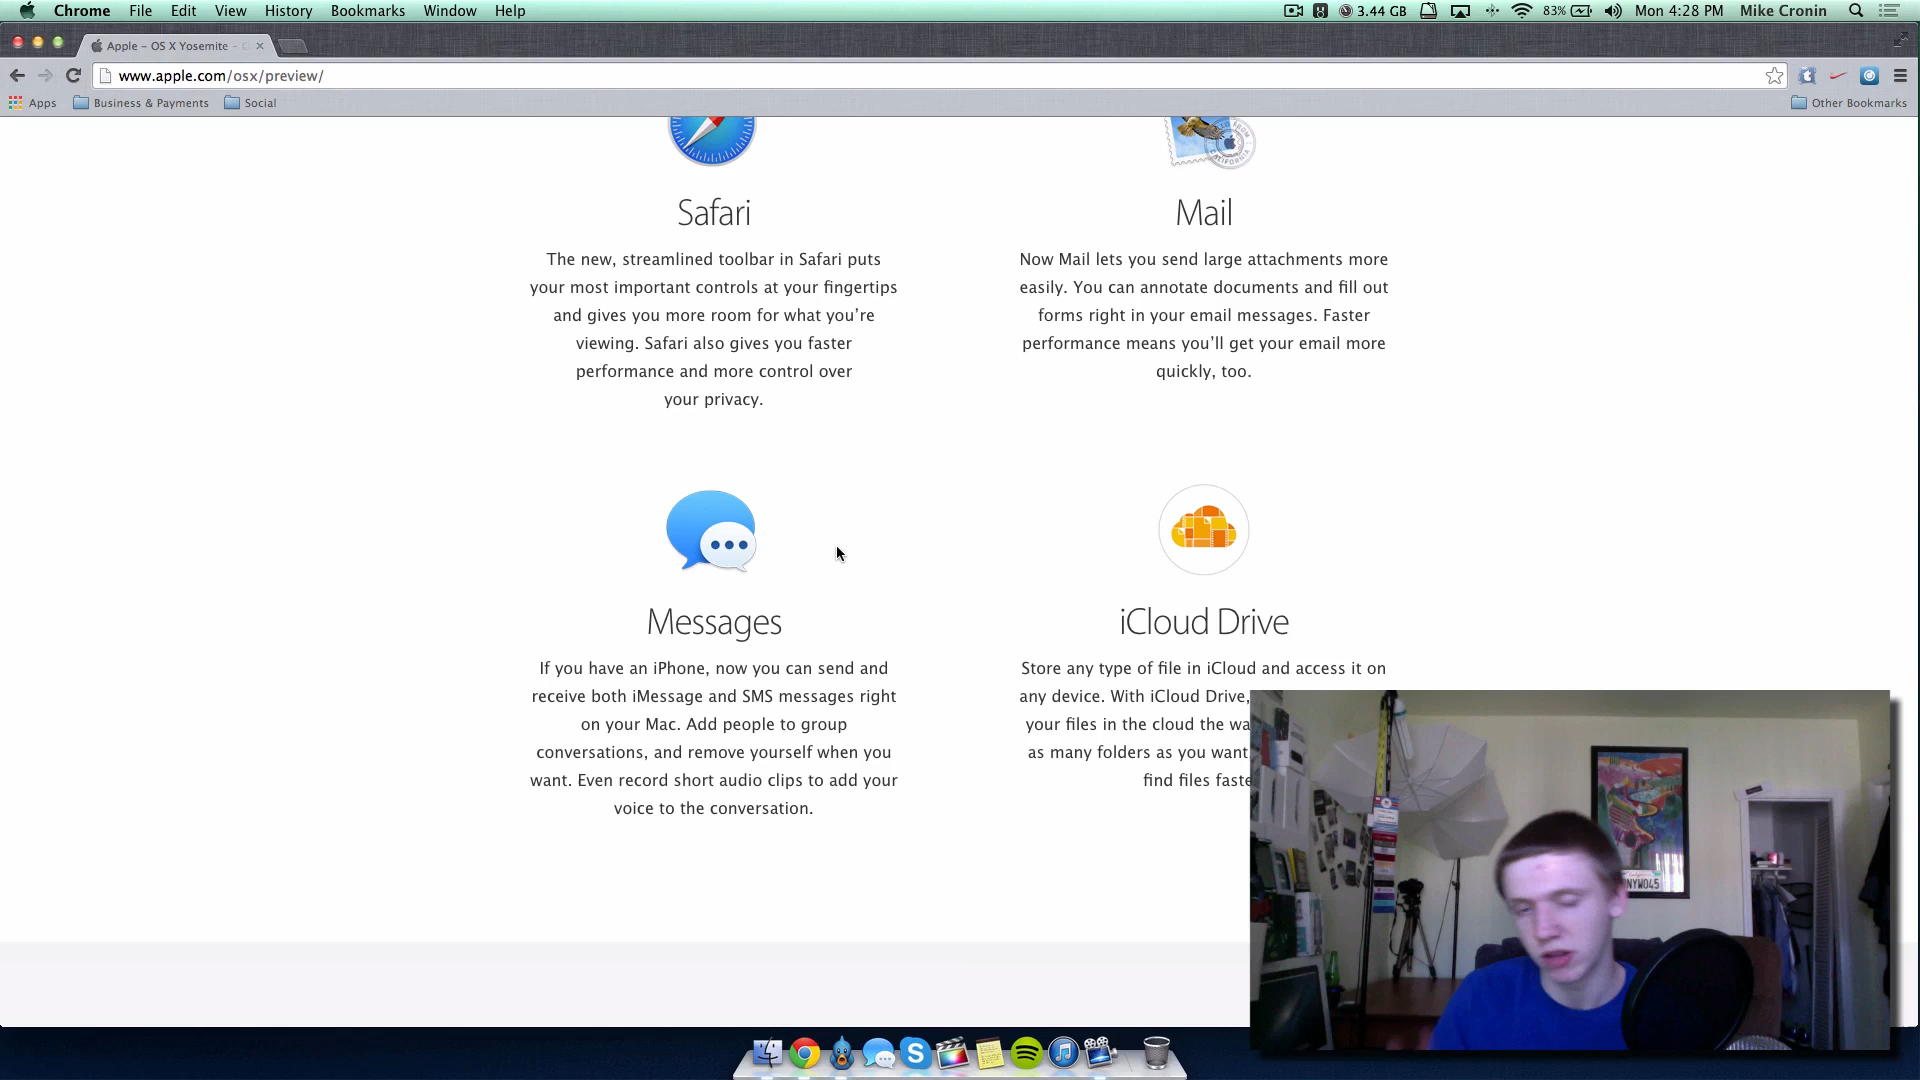 Chrome File Edit View History Bookmarks Window Help
3.44 GB 83% Mon 4:28 PM Mike Cronin
Apple – OS X Yosemite –
www.apple.com/osx/preview/
Apps Business & Payments Social Other Bookmarks
Safari
The new, streamlined toolbar in Safari puts
your most important controls at your fingertips
and gives you more room for what you’re
viewing. Safari also gives you faster
performance and more control over
your privacy.
Mail
Now Mail lets you send large attachments more
easily. You can annotate documents and fill out
forms right in your email messages. Faster
performance means you’ll get your email more
quickly, too.
Messages
If you have an iPhone, now you can send and
receive both iMessage and SMS messages right
on your Mac. Add people to group
conversations, and remove yourself when you
want. Even record short audio clips to add your
voice to the conversation.
iCloud Drive
Store any type of file in iCloud and access it on
any device. With iCloud Drive,
your files in the cloud the
as many folders as you want
find files